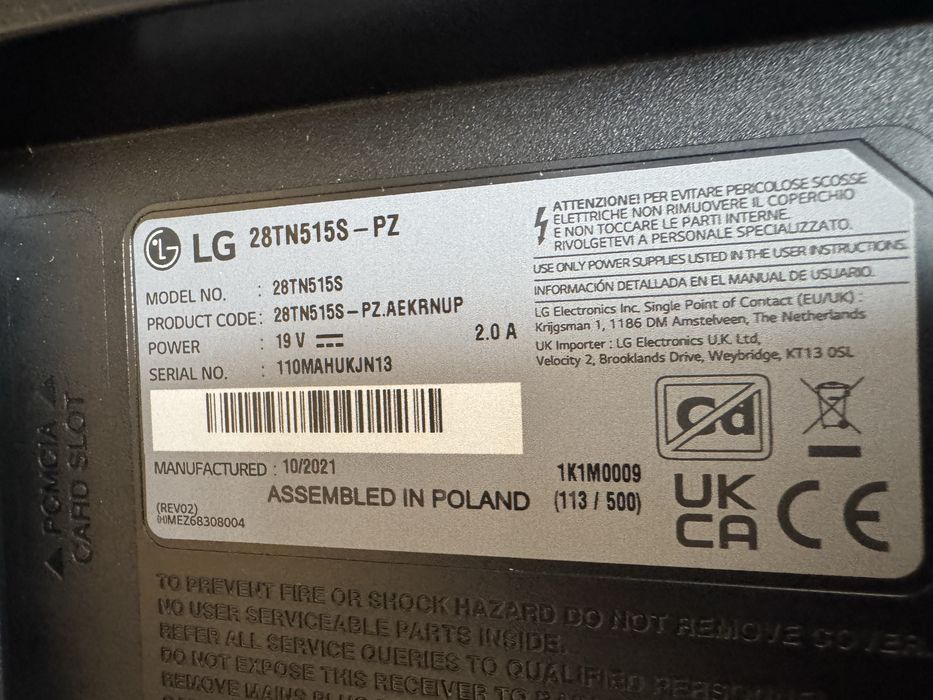 LG 28TN515S-PZ
MODEL NO. : 28TN515S
PRODUCT CODE : 28TN515S-PZ.AEKRNUP
POWER : 19 V 2.0 A
SERIAL NO. : 110MAHUKJN13
MANUFACTURED : 10/2021
ASSEMBLED IN POLAND
(REV02)
(H)MEZ68308004
1K1M0009
(113 / 500)
ATTENZIONE! PER EVITARE PERICOLOSE SCOSSE
ELETTRICHE NON RIMUOVERE IL COPERCHIO
E NON TOCCARE LE PARTI INTERNE.
RIVOLGETEVI A PERSONALE SPECIALIZZATO.
USE ONLY POWER SUPPLIES LISTED IN THE USER INSTRUCTIONS.
INFORMACIÓN DETALLADA EN EL MANUAL DE USUARIO.
LG Electronics Inc. Single Point of Contact (EU/UK) :
Krijgsman 1, 1186 DM Amstelveen, The Netherlands
UK Importer : LG Electronics U.K. Ltd,
Velocity 2, Brooklands Drive, Weybridge, KT13 0SL
Cd
UK
CA
CE
PCMCIA
CARD SLOT
TO PREVENT FIRE OR SHOCK HAZARD DO NOT REMOVE COVER.
NO USER SERVICEABLE PARTS INSIDE.
REFER ALL SERVICE QUERIES TO QUALIFIED
DO NOT EXPOSE THIS RECEIVER TO
REMOVE MAINS